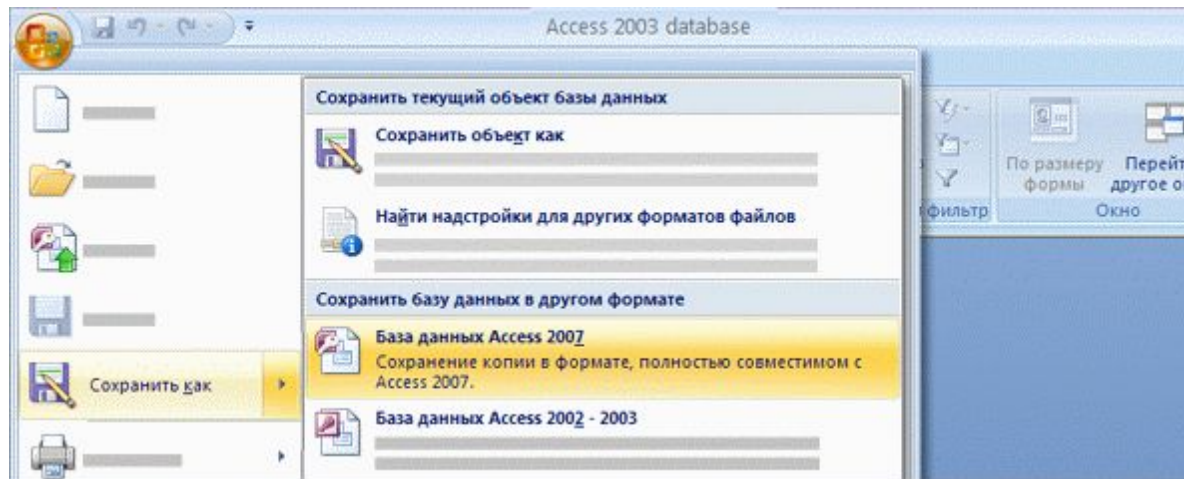 Access 2003 database
Сохранить текущий объект базы данных
Сохранить объект как
Найти надстройки для других форматов файлов
Сохранить базу данных в другом формате
База данных Access 2007
Сохранение копии в формате, полностью совместимом с
Access 2007.
Сохранить как
База данных Access 2002 - 2003
По размеру
формы
Перейт
другое о
фильтр
Окно